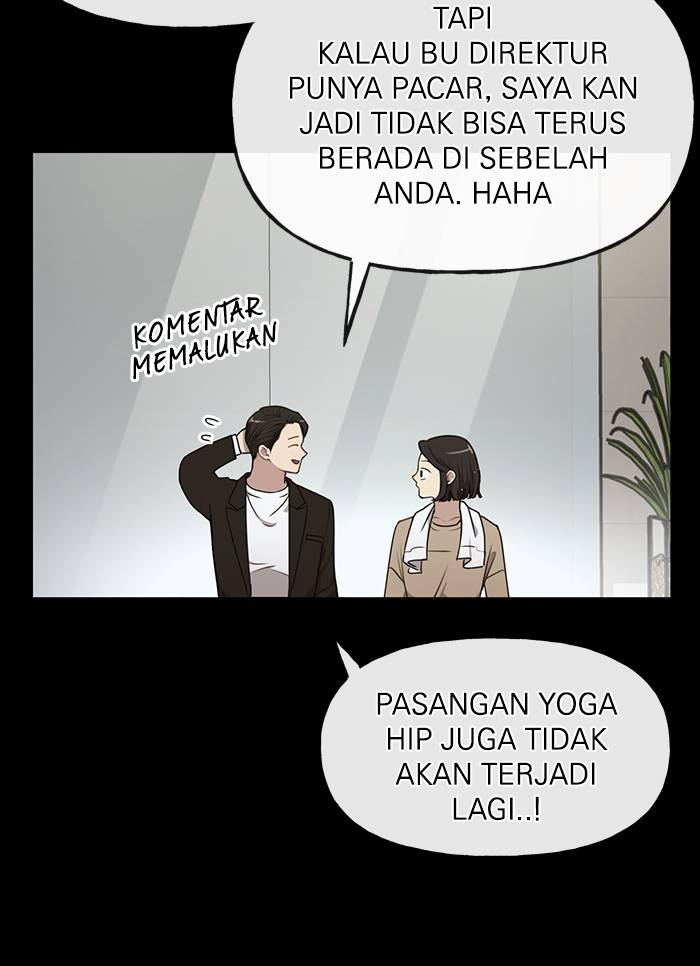 TAPI
KALAU BU DIREKTUR
PUNYA PACAR, SAYA KAN
JADI TIDAK BISA TERUS
BERADA DI SEBELAH
ANDA. HAHA
KOMENTAR
MEMALUKAN
PASANGAN YOGA
HIP JUGA TIDAK
AKAN TERJADI
LAGI..!